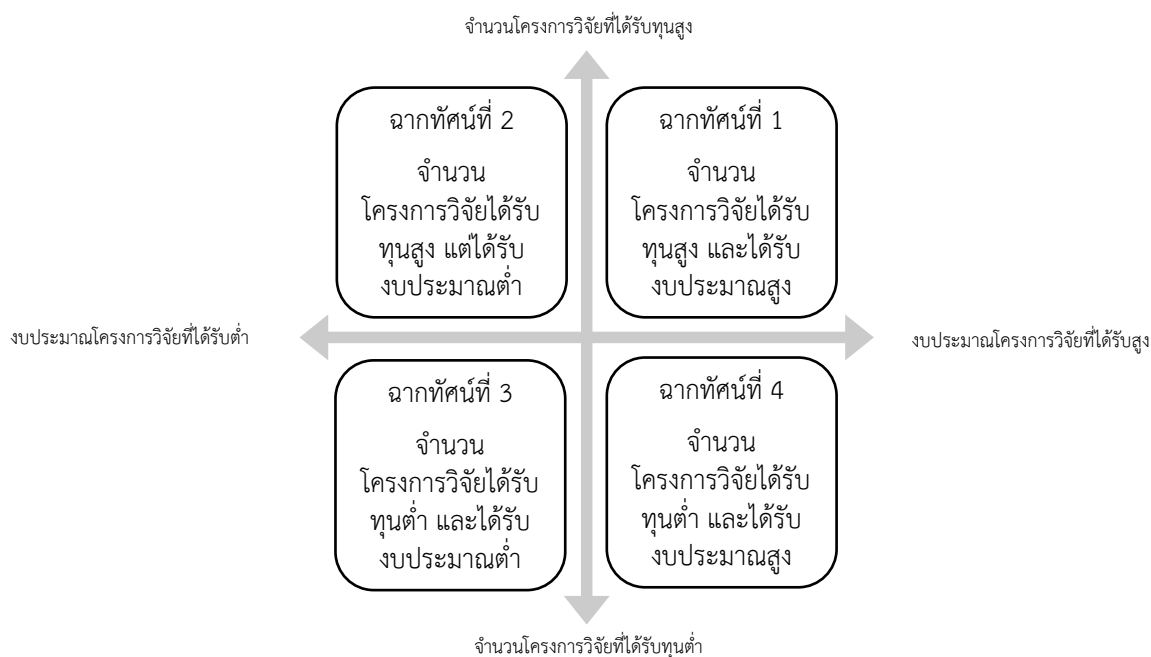 จำนวนโครงการวิจัยที่ได้รับทุนสูง
ฉากทัศน์ที่ 2
จำนวน
โครงการวิจัยได้รับ
ทุนสูง แต่ได้รับ
งบประมาณต่ำ
ฉากทัศน์ที่ 1
จำนวน
โครงการวิจัยได้รับ
ทุนสูง และได้รับ
งบประมาณสูง
งบประมาณโครงการวิจัยที่ได้รับต่ำ
งบประมาณโครงการวิจัยที่ได้รับสูง
ฉากทัศน์ที่ 3
จำนวน
โครงการวิจัยได้รับ
ทุนต่ำ และได้รับ
งบประมาณต่ำ
ฉากทัศน์ที่ 4
จำนวน
โครงการวิจัยได้รับ
ทุนต่ำ และได้รับ
งบประมาณสูง
จำนวนโครงการวิจัยที่ได้รับทุนต่ำ